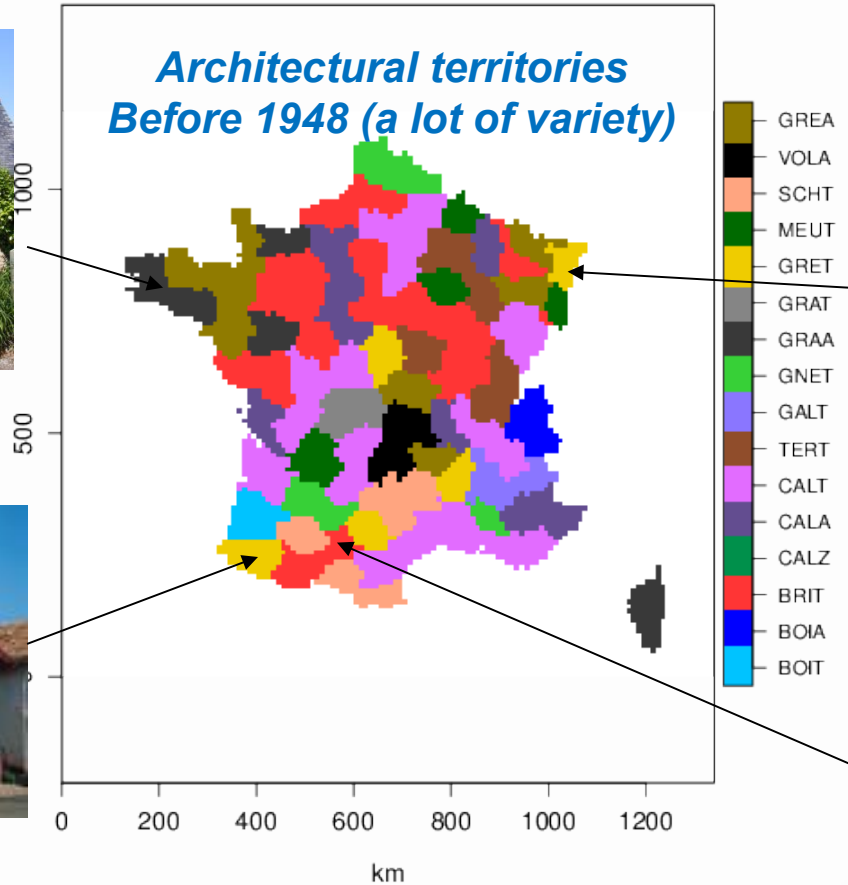 Architectural territories
Before 1948 (a lot of variety)
1000
500
0
0
200
400
600
800
1000
1200
km
GREA
VOLA
SCHT
MEUT
GRET
GRAT
GRAA
GNET
GALT
TERT
CALT
CALA
CALZ
BRIT
BOIA
BOIT